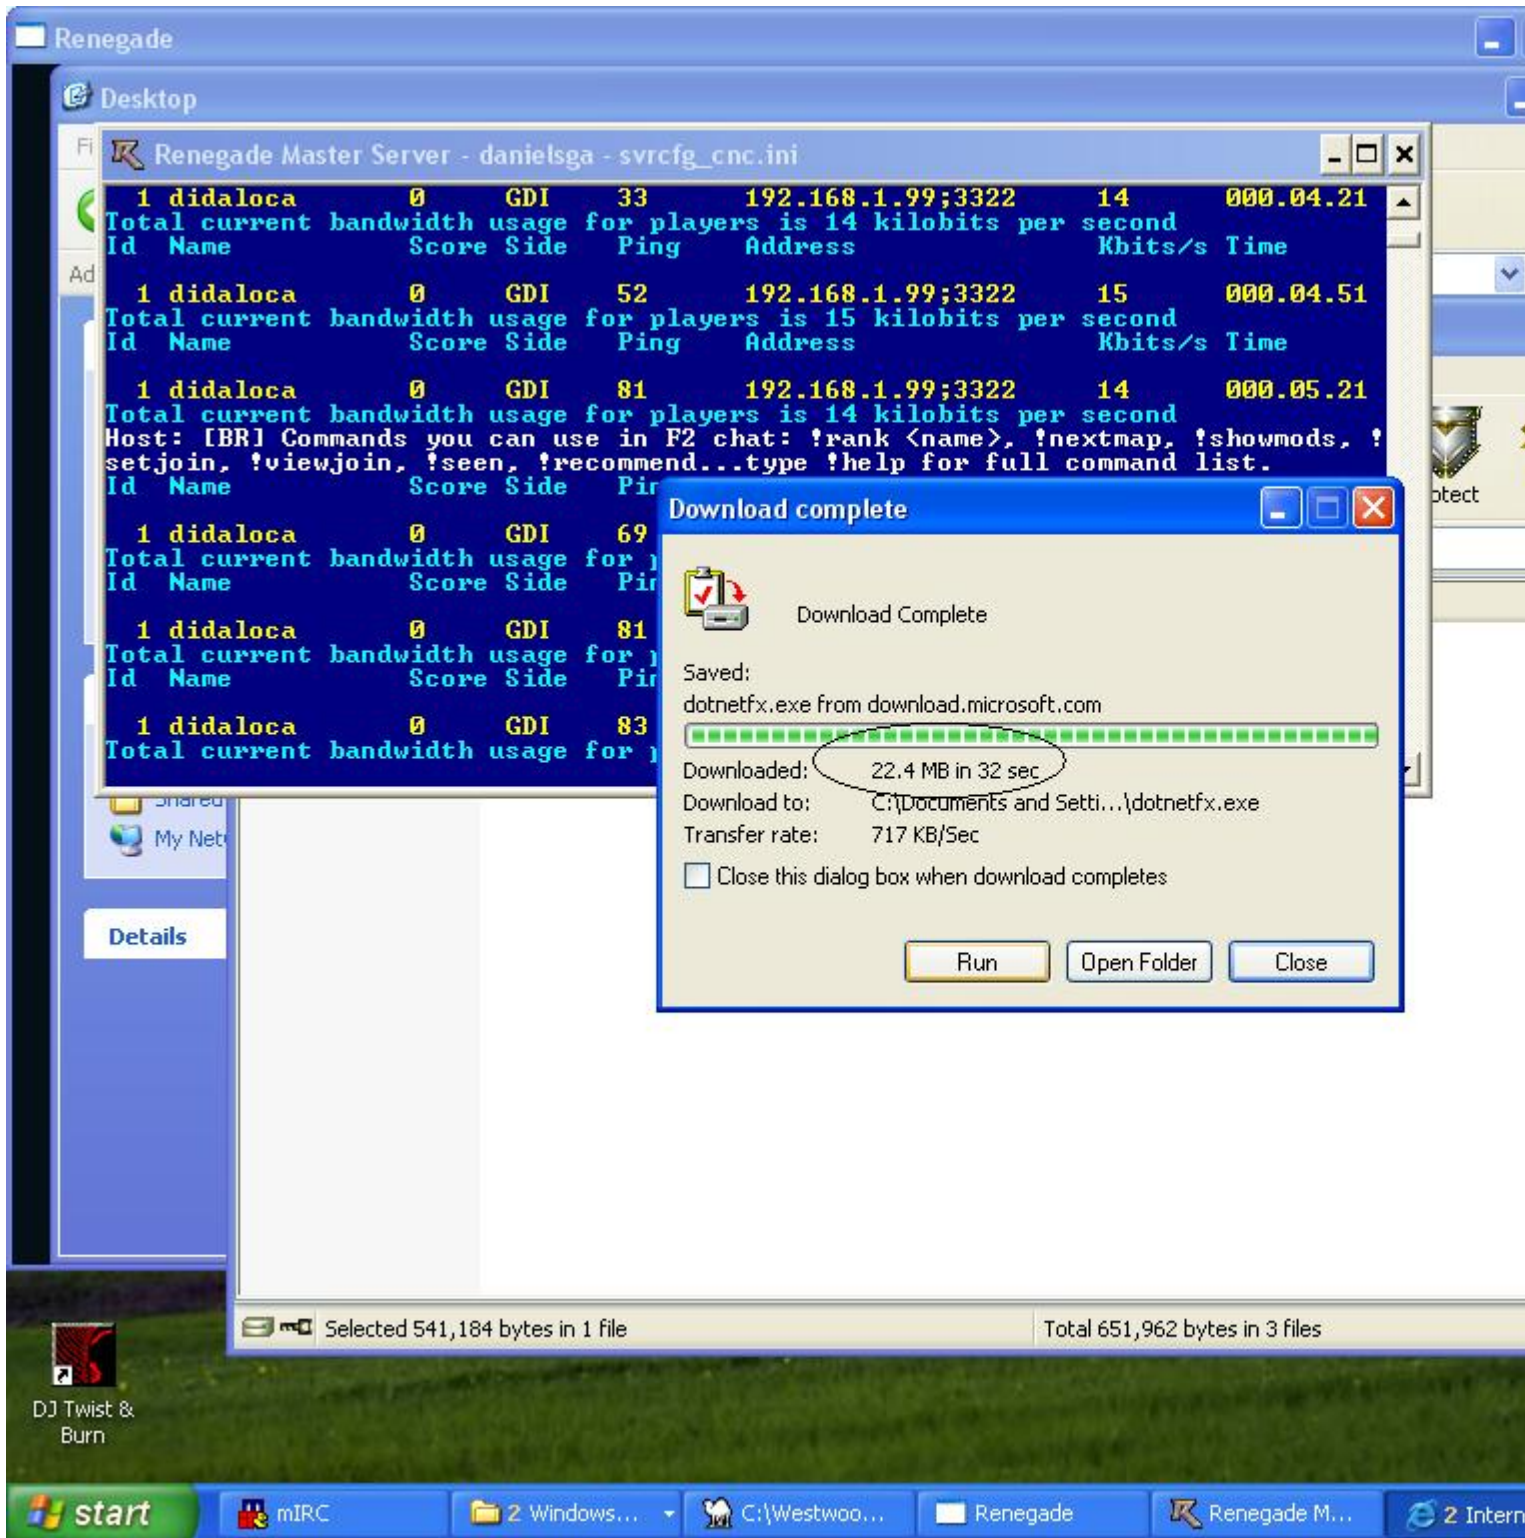 Renegade
Desktop
Fi
Renegade Master Server - danielsga - svrcfg_cnc.ini
1 didaloca 0 GDI 33 192.168.1.99;3322 14 000.04.21
Total current bandwidth usage for players is 14 kilobits per second
Id Name Score Side Ping Address Kbits/s Time
Ad
1 didaloca 0 GDI 52 192.168.1.99;3322 15 000.04.51
Total current bandwidth usage for players is 15 kilobits per second
Id Name Score Side Ping Address Kbits/s Time
1 didaloca 0 GDI 81 192.168.1.99;3322 14 000.05.21
Total current bandwidth usage for players is 14 kilobits per second
Host: [BR] Commands you can use in F2 chat: !rank <name>, !nextmap, !showmods, !
setjoin, !viewjoin, !seen, !recommend...type !help for full command list.
Id Name Score Side Pin
otect
Download complete
1 didaloca 0 GDI 69
Total current bandwidth usage for p
Id Name Score Side Pin
Download Complete
1 didaloca 0 GDI 81
Total current bandwidth usage for p
Id Name Score Side Pin
Saved:
dotnetfx.exe from download.microsoft.com
1 didaloca 0 GDI 83
Total current bandwidth usage for p
Downloaded: 22.4 MB in 32 sec
Download to: C:\Documents and Setti...\dotnetfx.exe
Transfer rate: 717 KB/Sec
Close this dialog box when download completes
Shared
My Netw
Details
Run Open Folder Close
Selected 541,184 bytes in 1 file Total 651,962 bytes in 3 files
DJ Twist &
Burn
start mIRC 2 Windows... C:\Westwoo... Renegade Renegade M... 2 Intern